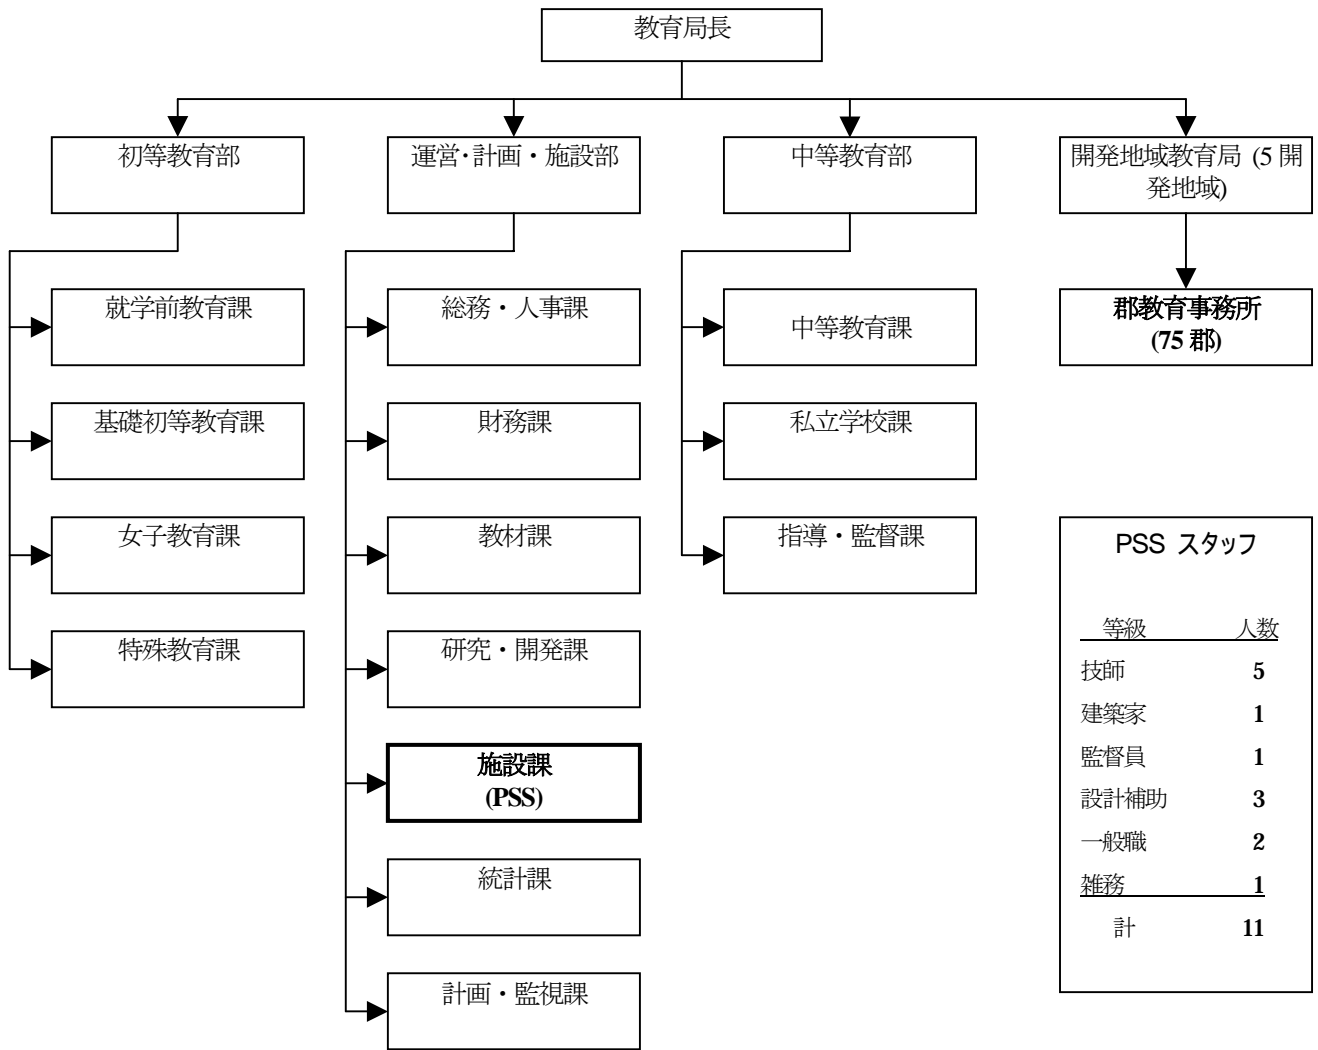 教育局長
初等教育部
運営・計画・施設部
中等教育部
開発地域教育局 (5 開
発地域)
就学前教育課
基礎初等教育課
女子教育課
特殊教育課
総務・人事課
財務課
教材課
研究・開発課
施設課
(PSS)
統計課
計画・監視課
中等教育課
私立学校課
指導・監督課
郡教育事務所
(75 郡)
PSS スタッフ
等級 人数
技師 5
建築家 1
監督員 1
設計補助 3
一般職 2
雑務 1
計 11